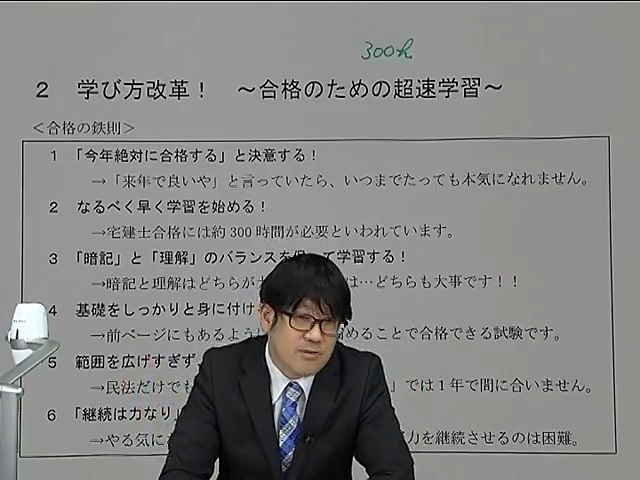 300h
2 学び方改革! ～合格のための超速学習～
＜合格の鉄則＞
1 「今年絶対に合格する」と決意する!
→「来年で良いや」と言っていたら、いつまでたっても本気になれません。
2 なるべく早く学習を始める!
→宅建士合格には約300時間が必要といわれています。
3 「暗記」と「理解」のバランスを って学習する!
→暗記と理解はどちらが は…どちらも大事です!!
4 基礎をしっかりと身に付け
→前ページにもあるよう めることで合格できる試験です。
5 範囲を広げすぎず
→民法だけでも 」では1年で間に合いません。
6 「継続は力なり」
→やる気に 力を継続させるのは困難。